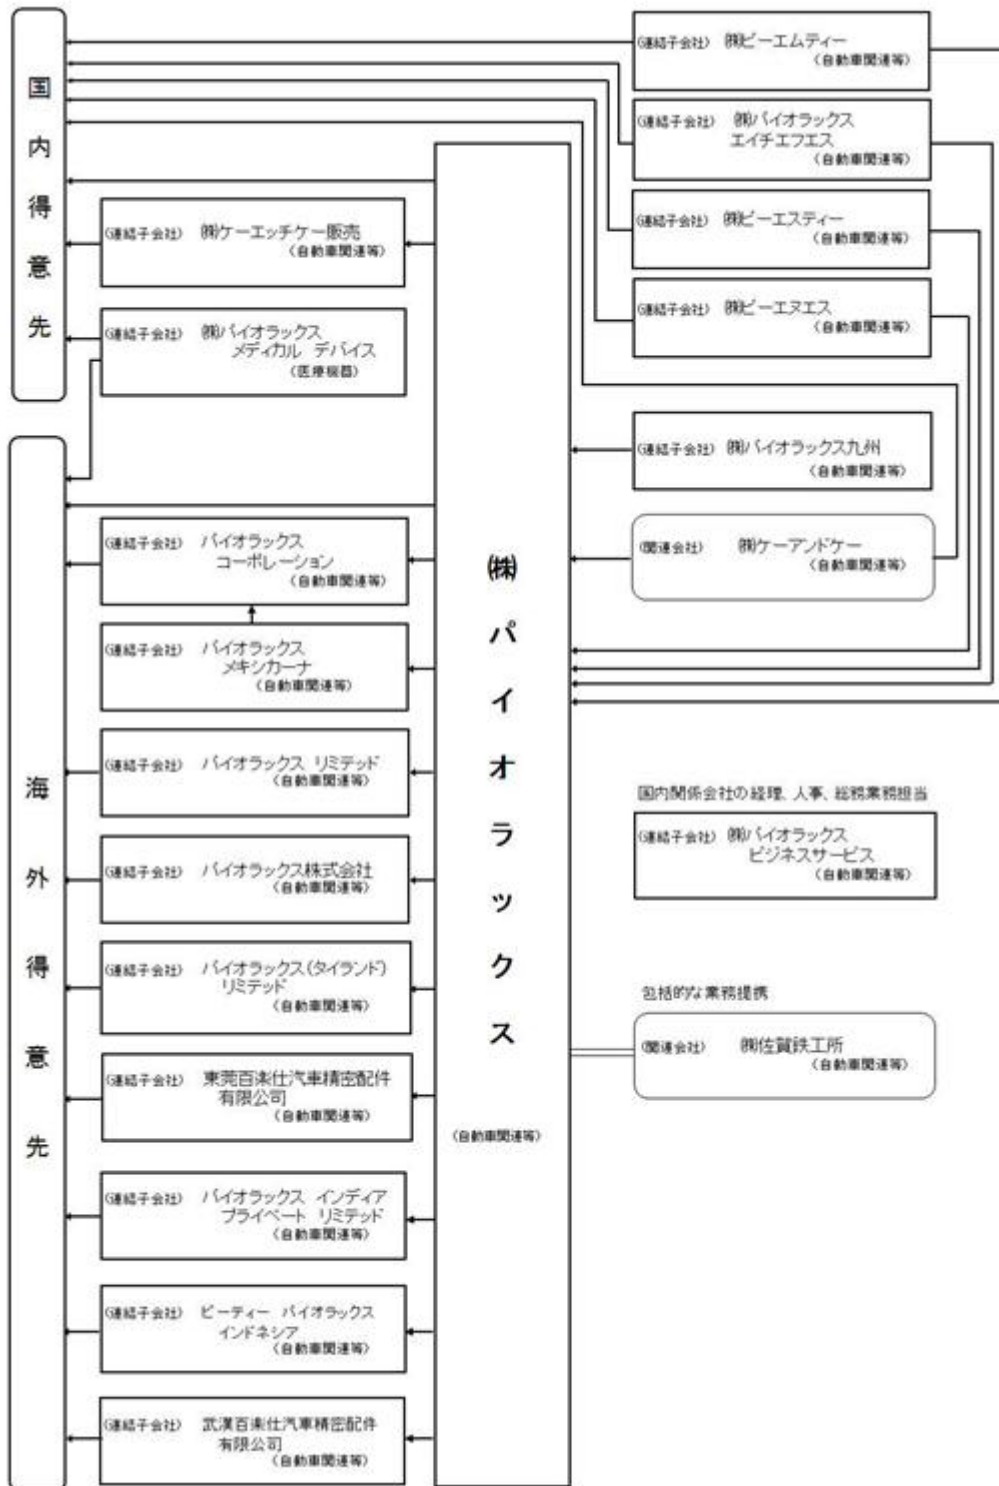 国内得意先
(連結子会社) ㈱ケーエッチケー販売
(自動車関連等)
(連結子会社) ㈱パイオラックス
メディカル デバイス
(医療機器)
海外得意先
(連結子会社) パイオラックス
コーポレーション
(自動車関連等)
(連結子会社) パイオラックス
メキシカーナ
(自動車関連等)
(連結子会社) パイオラックス リミテッド
(自動車関連等)
(連結子会社) パイオラックス株式会社
(自動車関連等)
(連結子会社) パイオラックス(タイランド)
リミテッド
(自動車関連等)
(連結子会社) 東莞百楽仕汽車精密配件
有限公司
(自動車関連等)
(連結子会社) パイオラックス インディア
プライベート リミテッド
(自動車関連等)
(連結子会社) ピーティー パイオラックス
インドネシア
(自動車関連等)
(連結子会社) 武漢百楽仕汽車精密配件
有限公司
(自動車関連等)
㈱パイオラックス
(自動車関連等)
(連結子会社) ㈱ピーエムティー
(自動車関連等)
(連結子会社) ㈱パイオラックス
エイチエフエス
(自動車関連等)
(連結子会社) ㈱ピーエスティー
(自動車関連等)
(連結子会社) ㈱ピーエヌエス
(自動車関連等)
(連結子会社) ㈱パイオラックス九州
(自動車関連等)
(関連会社) ㈱ケーアンドケー
(自動車関連等)
国内関係会社の経理、人事、総務業務担当
(連結子会社) ㈱パイオラックス
ビジネスサービス
(自動車関連等)
包括的な業務提携
(関連会社) ㈱佐賀鉄工所
(自動車関連等)